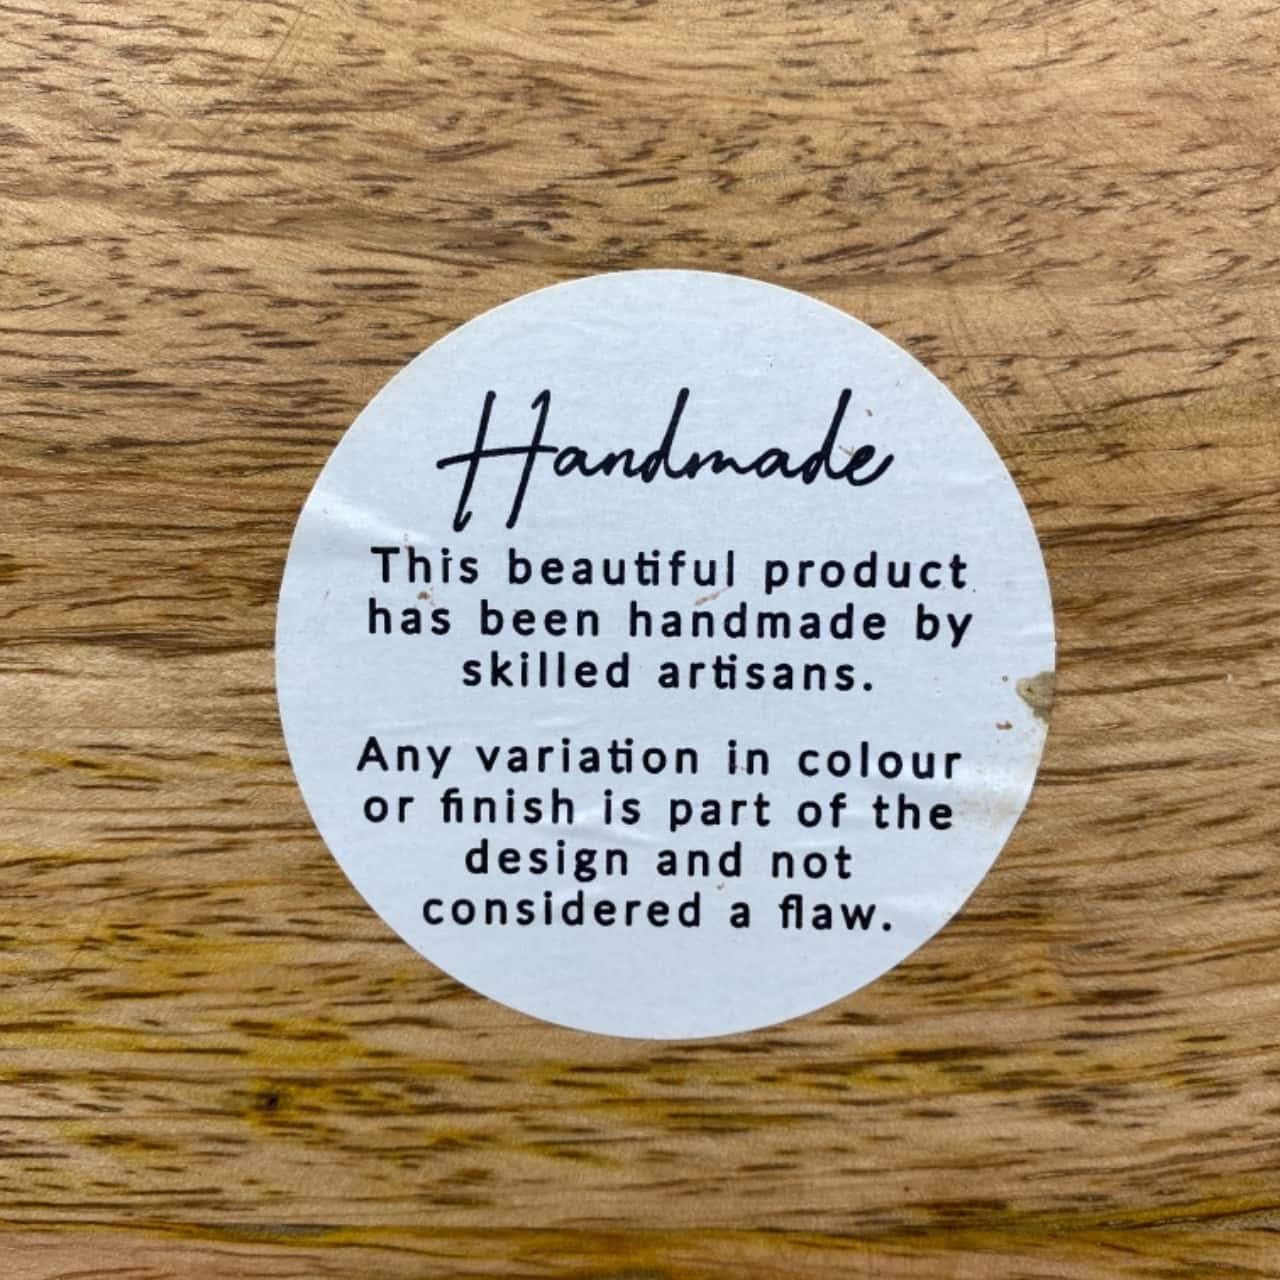 Handmade
This beautiful product
has been handmade by
skilled artisans.
Any variation in colour
or finish is part of the
design and not
considered a flaw.